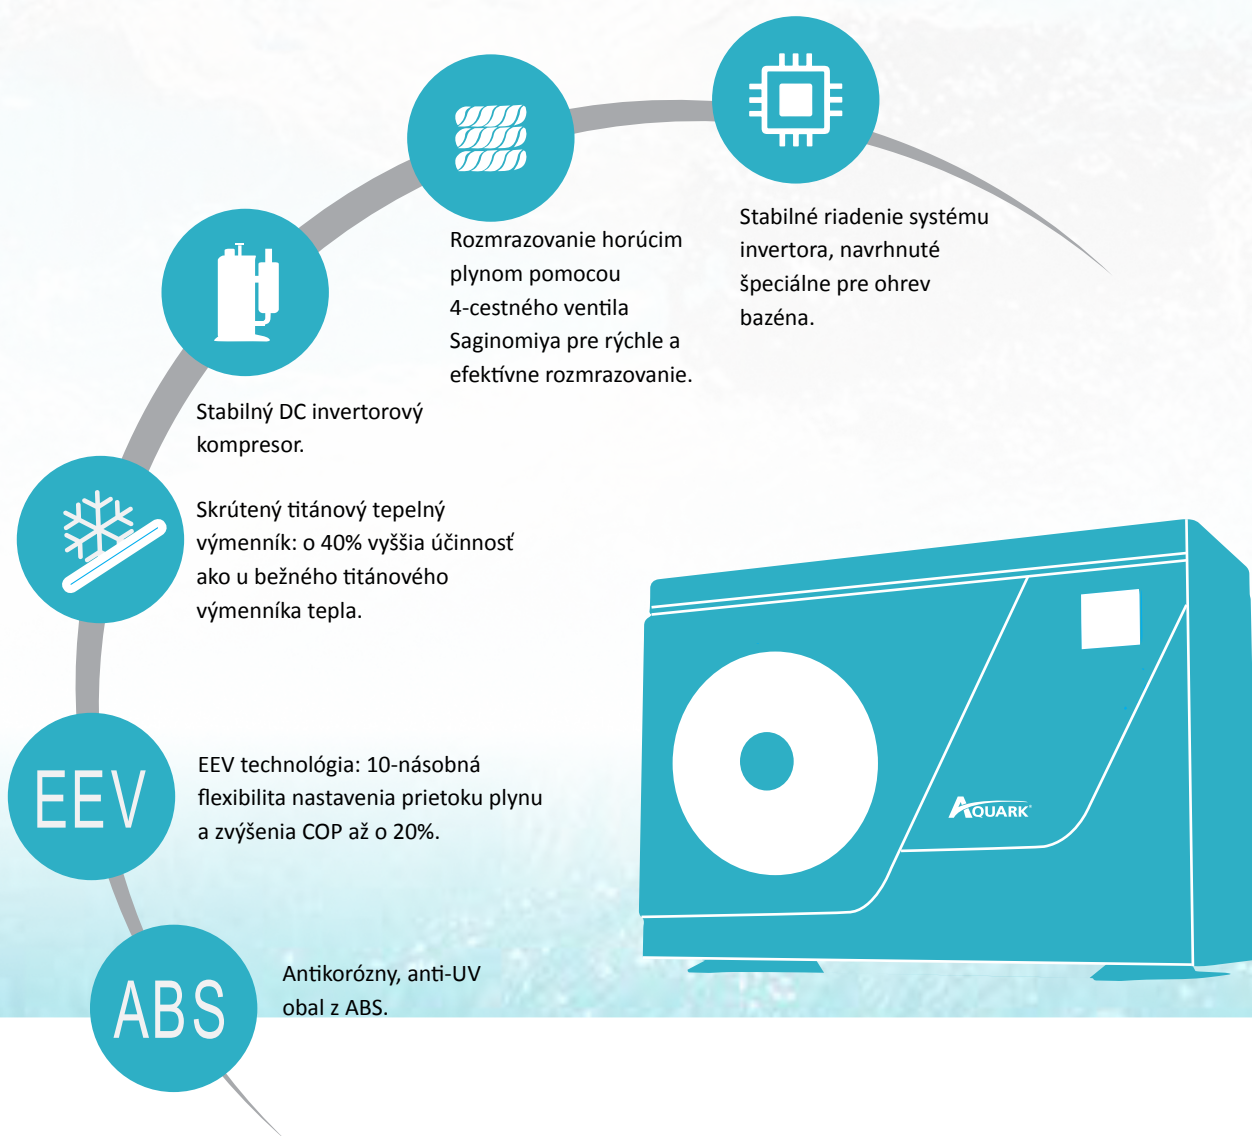 Stabilné riadenie systému
invertora, navrhnuté
špeciálne pre ohrev
bazéna.
Rozmrazovanie horúcim
plynom pomocou
4-cestného ventila
Saginomiya pre rýchle a
efektívne rozmrazovanie.
Stabilný DC invertorový
kompresor.
Skrútený titánový tepelný
výmenník: o 40% vyššia účinnosť
ako u bežného titánového
výmenníka tepla.
EEV
EEV technológia: 10-násobná
flexibilita nastavenia prietoku plynu
a zvýšenia COP až o 20%.
AQUARK
ABS
Antikorózny, anti-UV
obal z ABS.